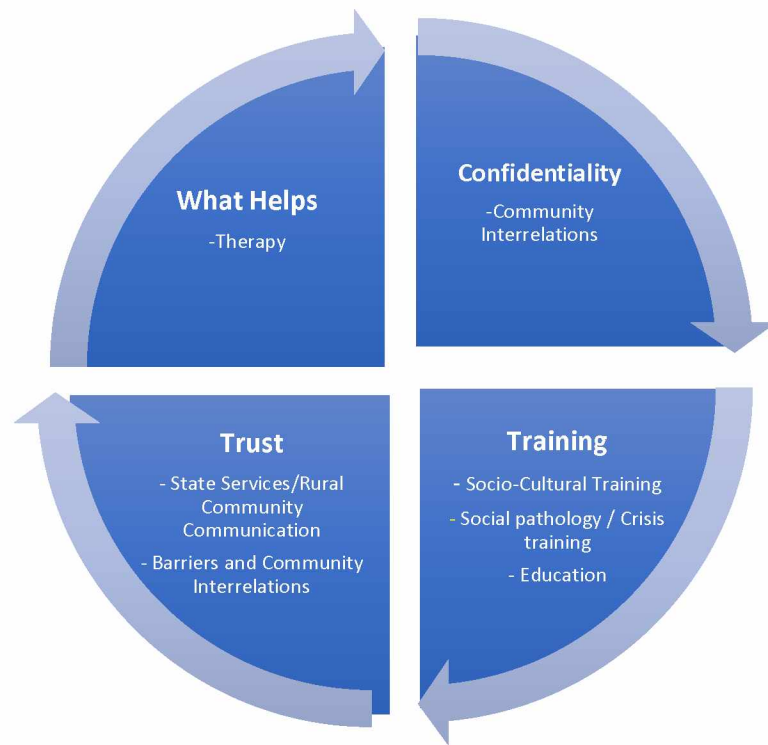 What Helps
-Therapy
Confidentiality
-Community
Interrelations
Trust
- State Services/Rural
Community
Communication
- Barriers and Community
Interrelations
Training
- Socio-Cultural Training
- Social pathology / Crisis
training
- Education